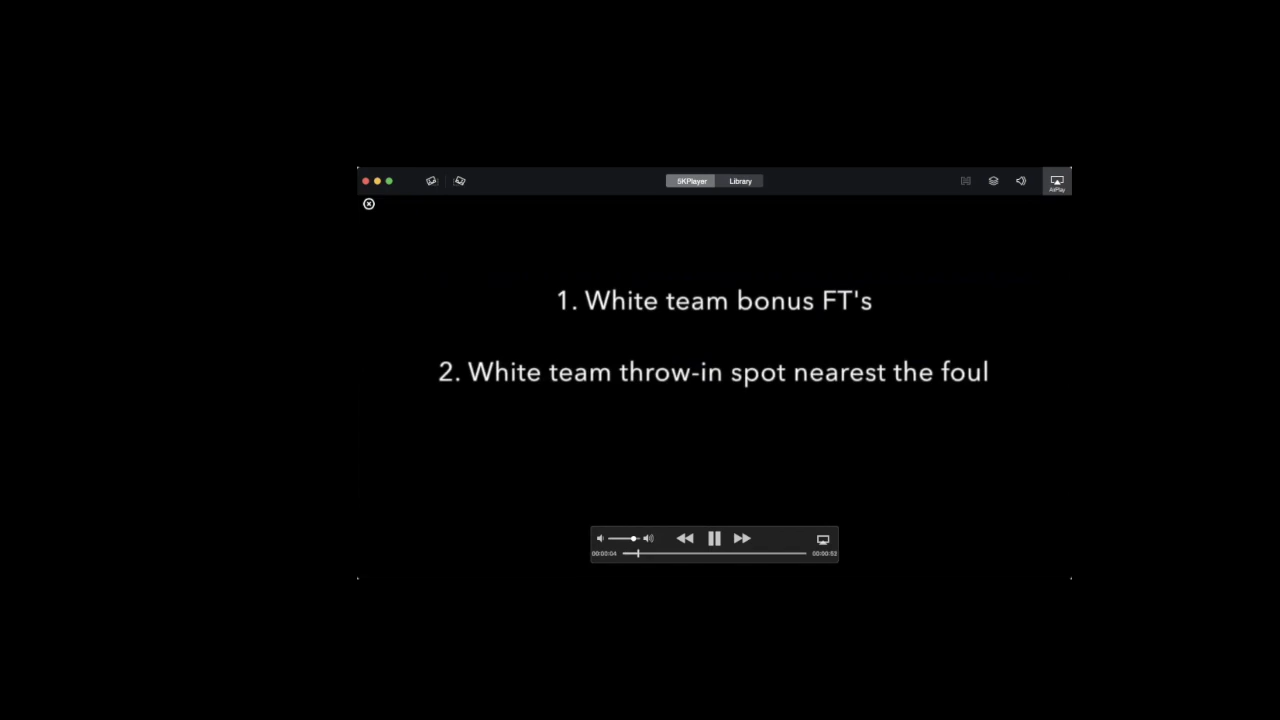 5KPlayer
Library
AirPlay
1. White team bonus FT's
2. White team throw-in spot nearest the foul
00:00:04
00:00:52